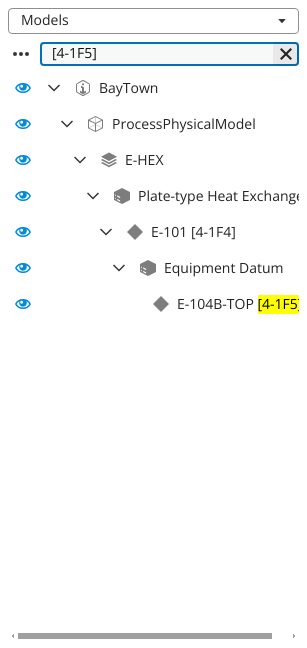 Models
[4-1F5]
BayTown
ProcessPhysicalModel
E-HEX
Plate-type Heat Exchange
E-101 [4-1F4]
Equipment Datum
E-104B-TOP [4-1F5]